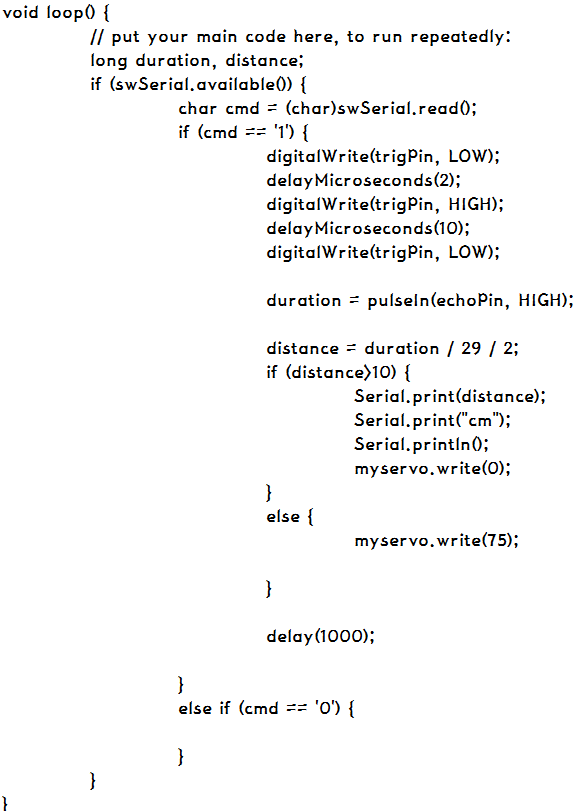 void loop() {
// put your main code here, to run repeatedly:
long duration, distance;
if (swSerial.available()) {
char cmd = (char)swSerial.read();
if (cmd == '1') {
digitalWrite(trigPin, LOW);
delayMicroseconds(2);
digitalWrite(trigPin, HIGH);
delayMicroseconds(10);
digitalWrite(trigPin, LOW);
duration = pulseIn(echoPin, HIGH);
distance = duration / 29 / 2;
if (distance>10) {
Serial.print(distance);
Serial.print("cm");
Serial.println();
myservo.write(0);
}
else {
myservo.write(75);
}
delay(1000);
}
else if (cmd == '0') {
}
}
}